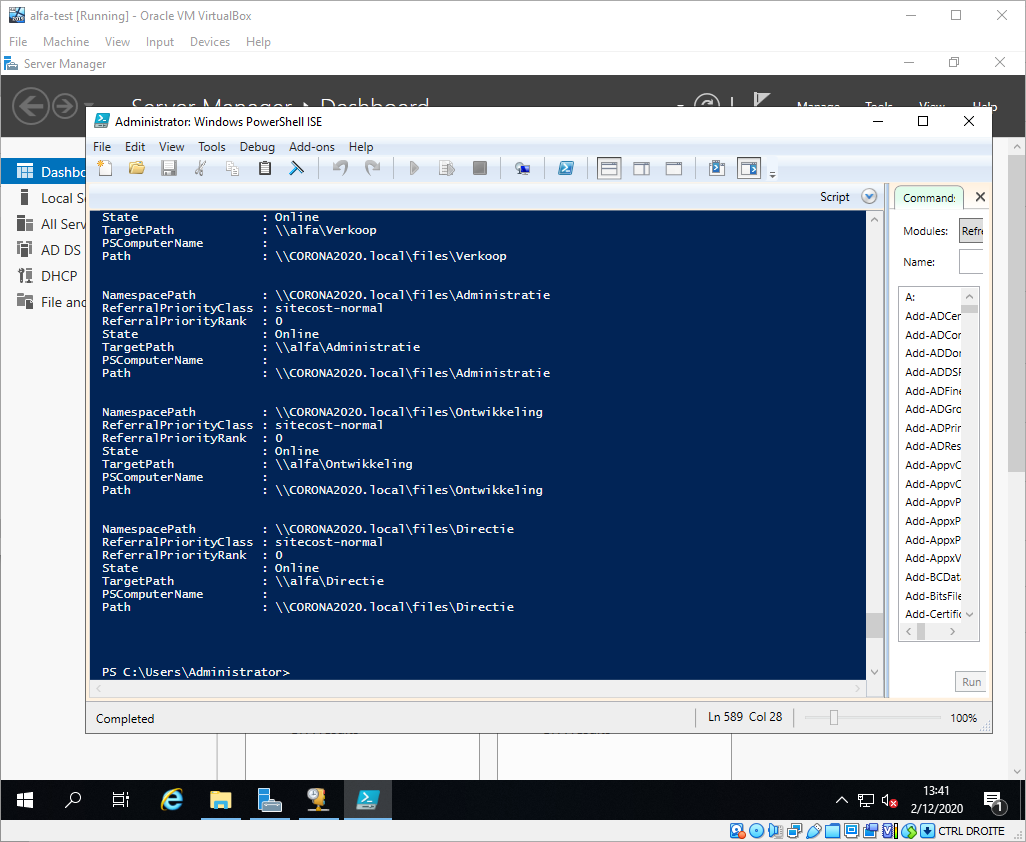 alfa-test [Running] - Oracle VM VirtualBox
File Machine View Input Devices Help
Server Manager
Server Manager Dashboard
Manage Tools View Help
Administrator: Windows PowerShell ISE
File Edit View Tools Debug Add-ons Help
Script
Dashbo
Local Se
All Serv
AD DS
DHCP
File and
State : Online
TargetPath : \\alfa\Verkoop
PSComputerName :
Path : \\CORONA2020.local\files\Verkoop
NamespacePath : \\CORONA2020.local\files\Administratie
ReferralPriorityClass : sitecost-normal
ReferralPriorityRank : 0
State : Online
TargetPath : \\alfa\Administratie
PSComputerName :
Path : \\CORONA2020.local\files\Administratie
NamespacePath : \\CORONA2020.local\files\Ontwikkeling
ReferralPriorityClass : sitecost-normal
ReferralPriorityRank : 0
State : Online
TargetPath : \\alfa\Ontwikkeling
PSComputerName :
Path : \\CORONA2020.local\files\Ontwikkeling
NamespacePath : \\CORONA2020.local\files\Directie
ReferralPriorityClass : sitecost-normal
ReferralPriorityRank : 0
State : Online
TargetPath : \\alfa\Directie
PSComputerName :
Path : \\CORONA2020.local\files\Directie
PS C:\Users\Administrator>
Command:
Modules: Refre
Name:
A:
Add-ADCer
Add-ADCor
Add-ADDor
Add-ADDSF
Add-ADFine
Add-ADGro
Add-ADPrir
Add-ADRes
Add-AppvC
Add-AppvC
Add-AppvP
Add-AppxP
Add-AppxP
Add-AppxV
Add-BCData
Add-BitsFile
Add-Certific
Run
Completed
Ln 589 Col 28
100%
13:41
2/12/2020
1
CTRL DROITE